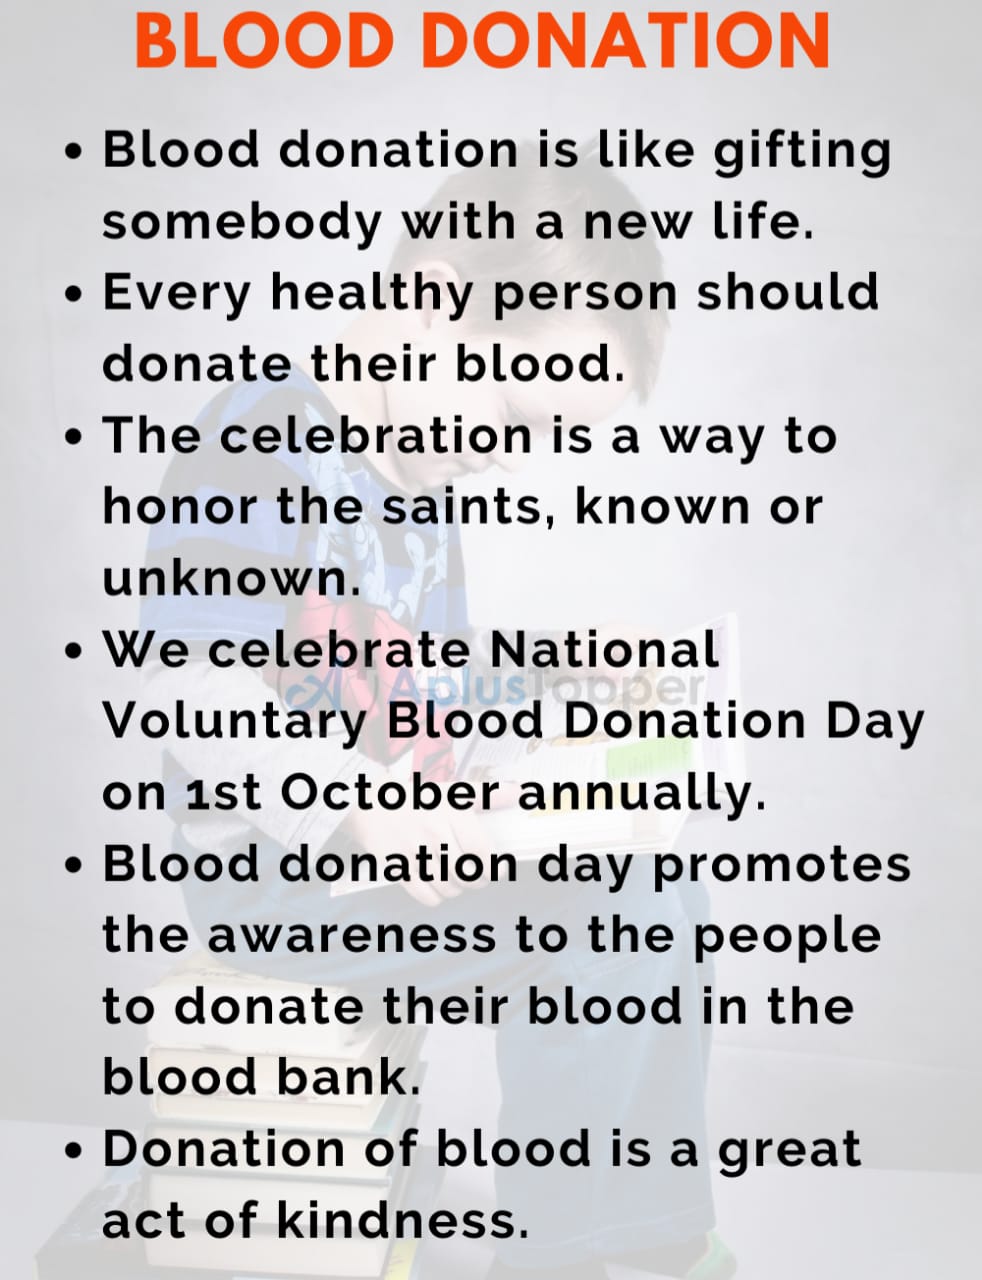 BLOOD DONATION
• Blood donation is like gifting
somebody with a new life.
• Every healthy person should
donate their blood.
• The celebration is a way to
honor the saints, known or
unknown.
• We celebrate National
AplusTopper
Voluntary Blood Donation Day
on 1st October annually.
• Blood donation day promotes
the awareness to the people
to donate their blood in the
blood bank.
• Donation of blood is a great
act of kindness.